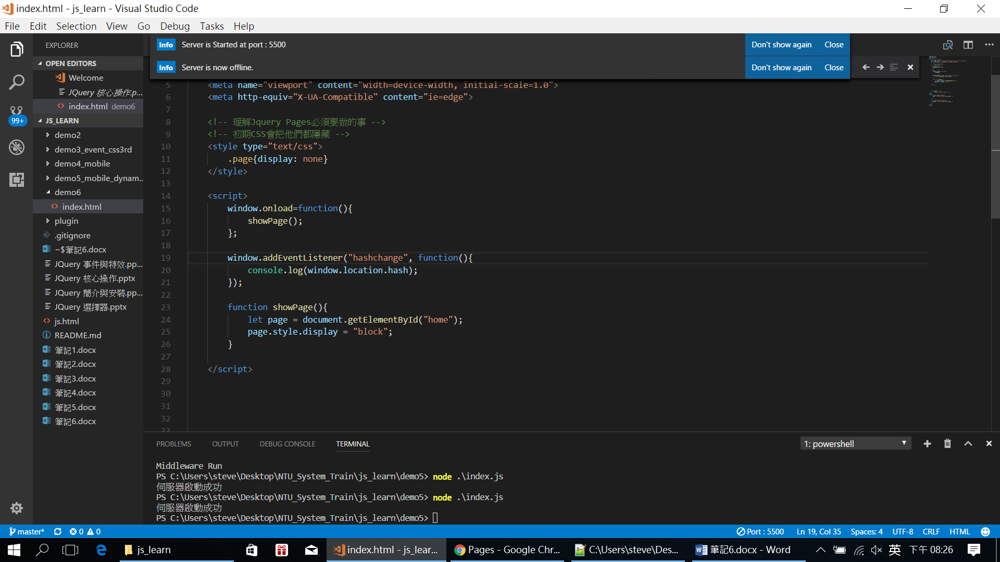 index.html - js_learn - Visual Studio Code
File Edit Selection View Go Debug Tasks Help
EXPLORER
OPEN EDITORS
Welcome
JQuery 核心操作.p...
index.html demo6
99+
JS_LEARN
demo2
demo3_event_css3rd
demo4_mobile
demo5_mobile_dynam...
demo6
index.html
plugin
.gitignore
~$筆記6.docx
JQuery 事件與特效.pp...
JQuery 核心操作.pptx
JQuery 簡介與安裝.pp...
JQuery 選擇器.pptx
js.html
README.md
筆記1.docx
筆記2.docx
筆記3.docx
筆記4.docx
筆記5.docx
筆記6.docx
Info Server is Started at port : 5500 Don't show again Close
Info Server is now offline. Don't show again Close
5 <meta name="viewport" content="width=device-width, initial-scale=1.0">
6 <meta http-equiv="X-UA-Compatible" content="ie=edge">
7
8 <!-- 理解Jquery Pages必須要做的事 -->
9 <!-- 初期CSS會把他們都隱藏 -->
10 <style type="text/css">
11 .page{display: none}
12 </style>
13
14 <script>
15 window.onload=function(){
16 showPage();
17 };
18
19 window.addEventListener("hashchange", function(){
20 console.log(window.location.hash);
21 });
22
23 function showPage(){
24 let page = document.getElementById("home");
25 page.style.display = "block";
26 }
27
28 </script>
29
30
31
32
33
PROBLEMS OUTPUT DEBUG CONSOLE TERMINAL 1: powershell
Middleware Run
PS C:\Users\steve\Desktop\NTU_System_Train\js_learn\demo5> node .\index.js
伺服器啟動成功
PS C:\Users\steve\Desktop\NTU_System_Train\js_learn\demo5> node .\index.js
伺服器啟動成功
PS C:\Users\steve\Desktop\NTU_System_Train\js_learn\demo5>
master* 0 0 Port : 5500 Ln 19, Col 35 Spaces: 4 UTF-8 CRLF HTML
js_learn index.html - js_lear... Pages - Google Chr... C:\Users\steve\Des... 筆記6.docx - Word 英 下午 08:26